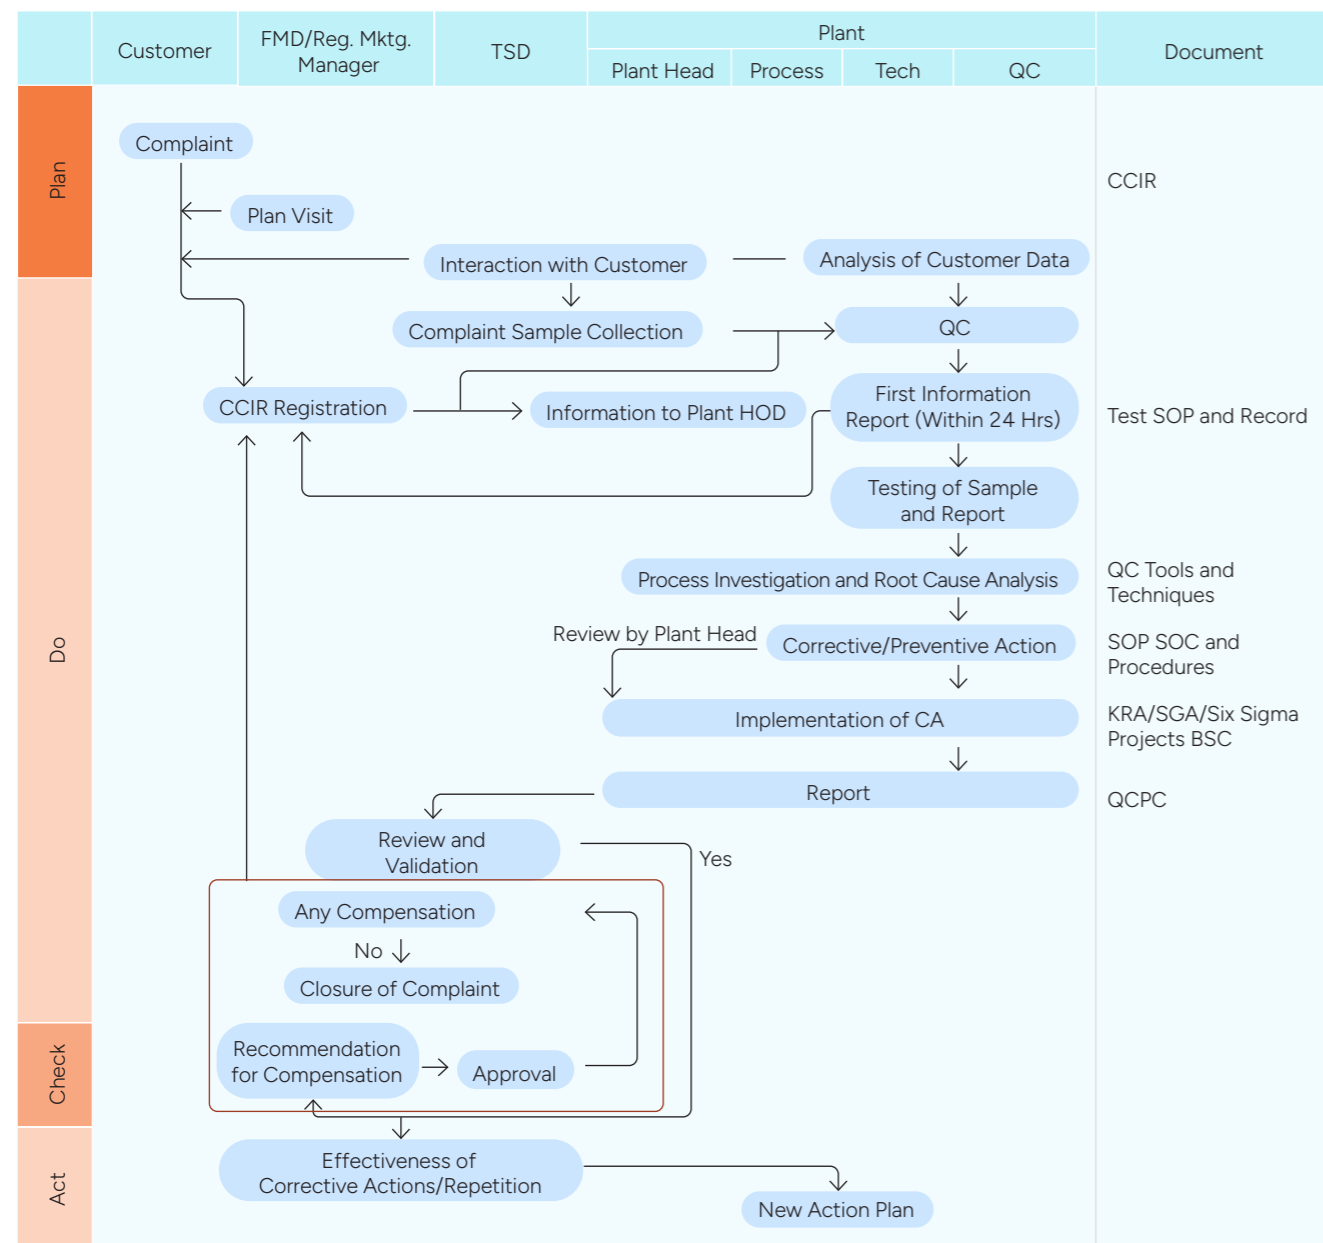 Customer
FMD/Reg. Mktg.
Manager
TSD
Plant
Plant Head
Process
Tech
QC
Document
Plan
Complaint
CCIR
Plan Visit
Interaction with Customer
Analysis of Customer Data
Do
Complaint Sample Collection
QC
CCIR Registration
Information to Plant HOD
First Information
Report (Within 24 Hrs)
Test SOP and Record
Testing of Sample
and Report
Process Investigation and Root Cause Analysis
QC Tools and
Techniques
Review by Plant Head
Corrective/Preventive Action
SOP SOC and
Procedures
Implementation of CA
KRA/SGA/Six Sigma
Projects BSC
Report
QCPC
Review and
Validation
Yes
Any Compensation
No
Closure of Complaint
Check
Recommendation
for Compensation
Approval
Act
Effectiveness of
Corrective Actions/Repetition
New Action Plan